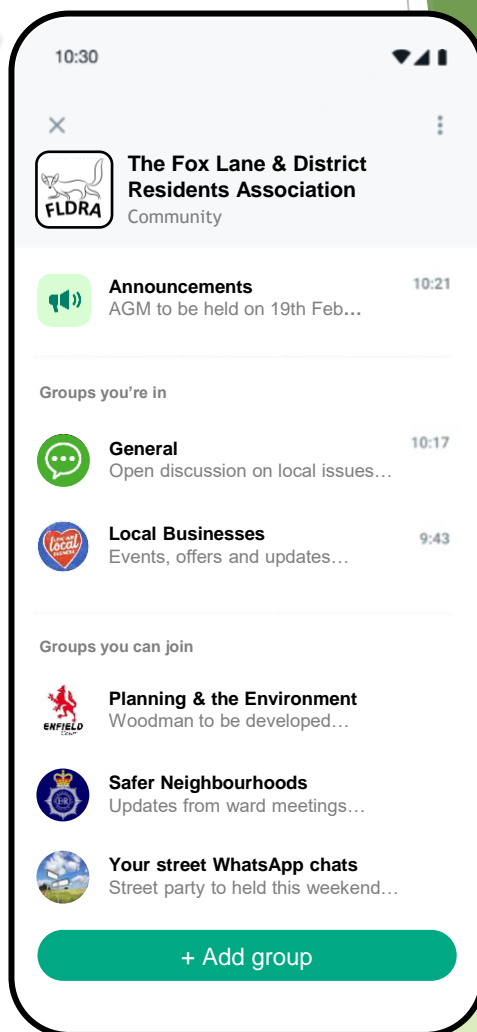 10:30
The Fox Lane & District
Residents Association
FLDRA
Community
Announcements 10:21
AGM to be held on 19th Feb...
Groups you're in
General 10:17
Open discussion on local issues...
Local Businesses 9:43
Events, offers and updates...
Groups you can join
Planning & the Environment
Woodman to be developed...
ENFIELD
Safer Neighbourhoods
Updates from ward meetings...
Your street WhatsApp chats
Street party to held this weekend...
+ Add group